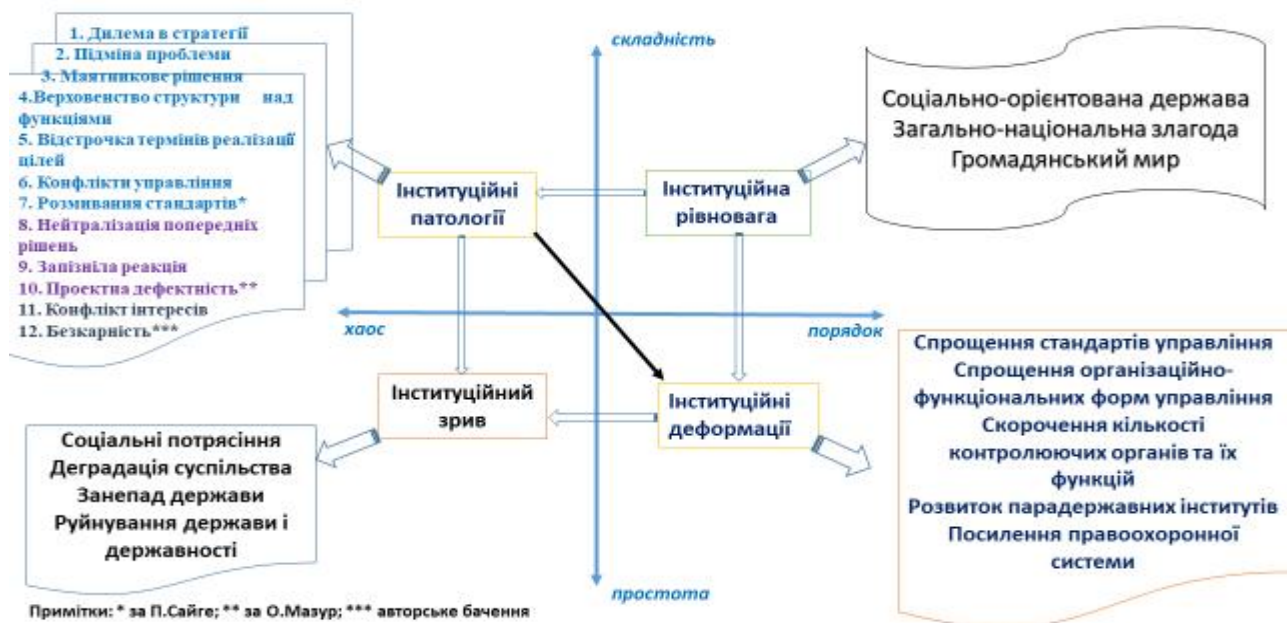 1. Дилема в стратегії
2. Підміна проблеми
3. Маятникове рішення
4.Верховенство структури над
функціями
5. Відстрочка термінів реалізації
цілей
6. Конфлікти управління
7. Розмивання стандартів*
8. Нейтралізація попередніх
рішень
9. Запізніла реакція
10. Проектна дефектність**
11. Конфлікт інтересів
12. Безкарність***
складність
Соціально-орієнтована держава
Загально-національна злагода
Громадянський мир
Інституційні
патології
Інституційна
рівновага
хаос
порядок
Інституційний
зрив
Інституційні
деформації
Спрощення стандартів управління
Спрощення організаційно-
функціональних форм управління
Скорочення кількості
контролюючих органів та їх
функцій
Розвиток парадержавних інститутів
Посилення правоохоронної
системи
Соціальні потрясіння
Деградація суспільства
Занепад держави
Руйнування держави і
державності
простота
Примітки: * за П.Сайге; ** за О.Мазур; *** авторське бачення